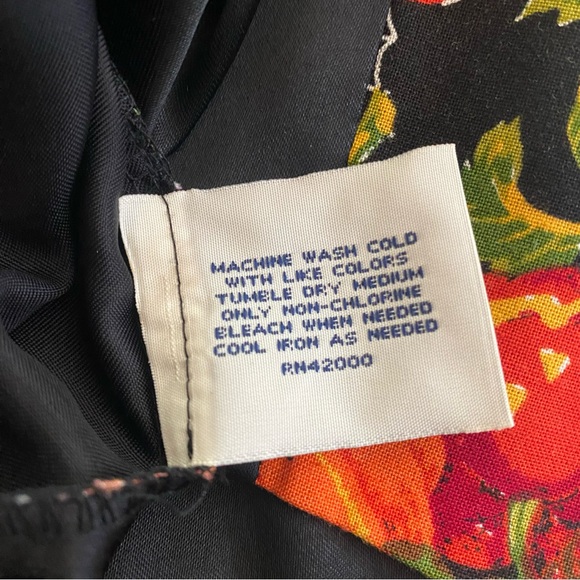 MACHINE WASH COLD
WITH LIKE COLORS
TUMBLE DRY MEDIUM
ONLY NON-CHLORINE
BLEACH WHEN NEEDED
COOL IRON AS NEEDED
RN42000